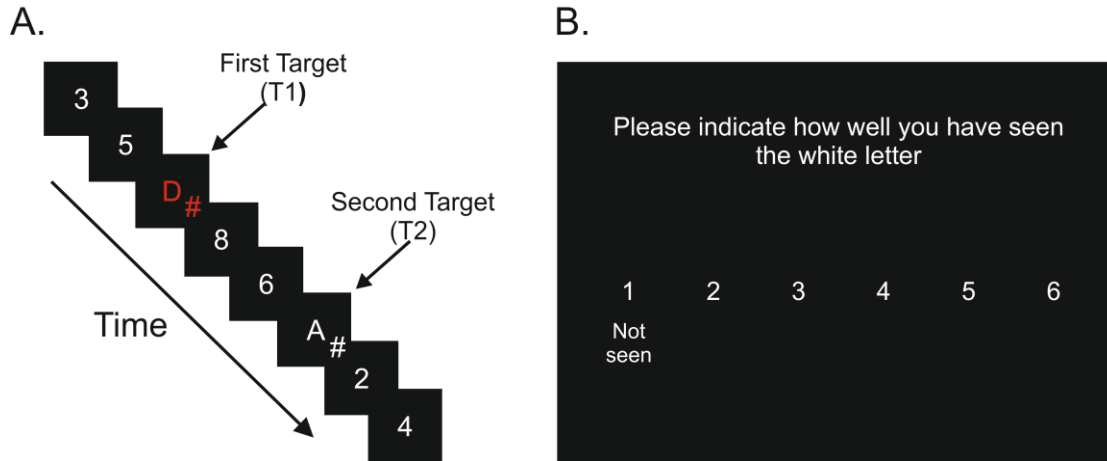 A.
3
5
First Target
(T1)
D #
8
Second Target
(T2)
6
A #
2
4
Time
B.
Please indicate how well you have seen
the white letter
1 2 3 4 5 6
Not
seen